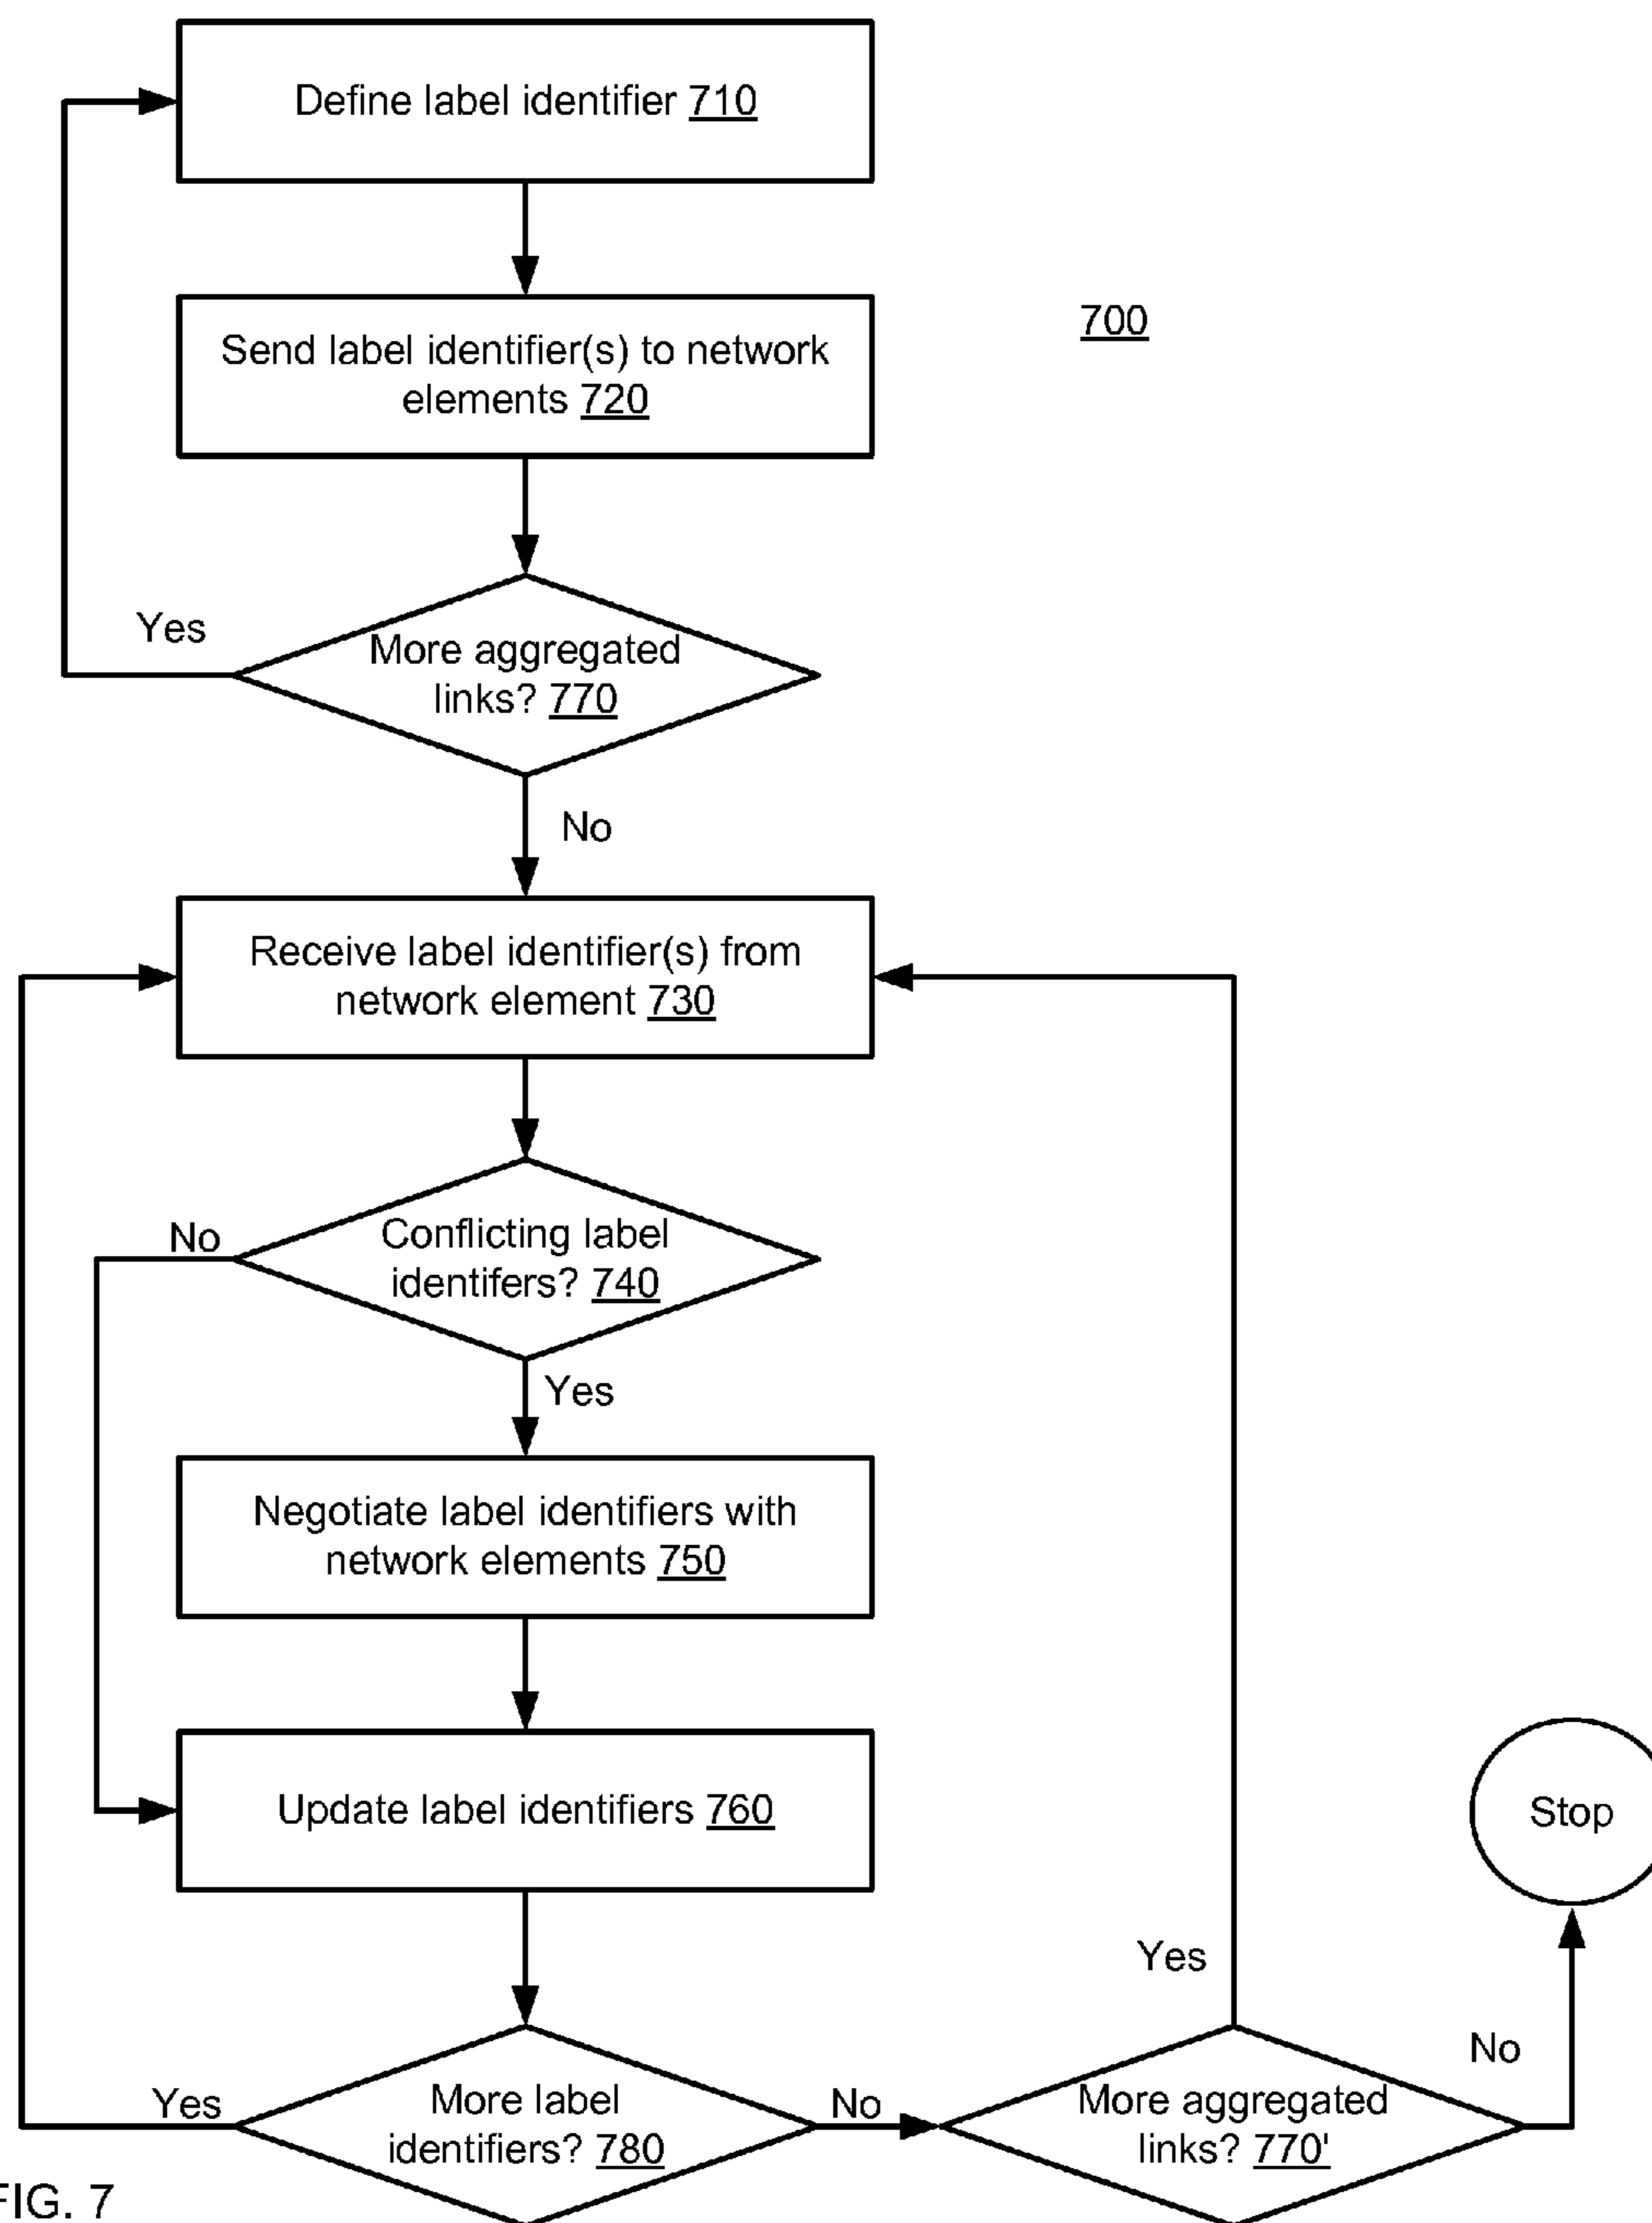 Define label identifier 710
Send label identifier(s) to network
elements 720
700
Yes
More aggregated
links? 770
No
Receive label identifier(s) from
network element 730
No
Conflicting label
identifers? 740
Yes
Negotiate label identifiers with
network elements 750
Update label identifiers 760
Stop
Yes
No
Yes
More label
identifiers? 780
No
More aggregated
links? 770'
FIG. 7